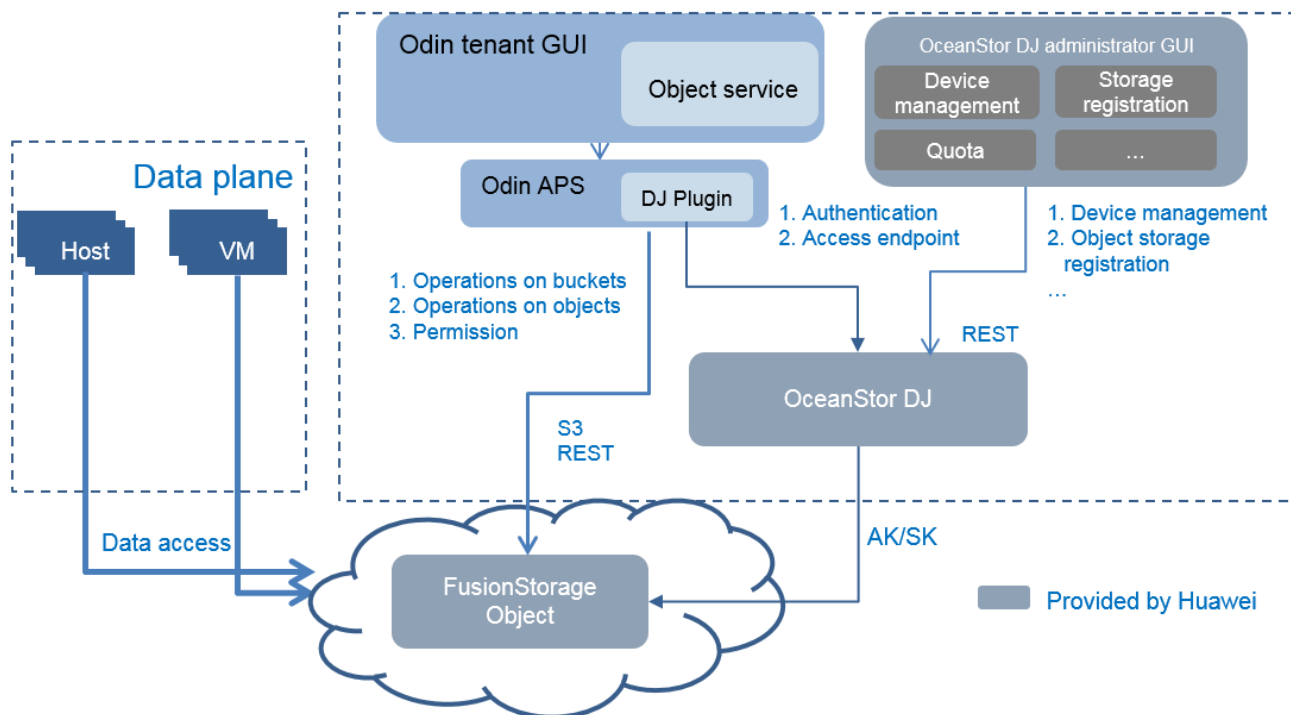 Odin tenant GUI
Object service
OceanStor DJ administrator GUI
Device
management
Storage
registration
Quota
...
Data plane
Host
VM
Odin APS
DJ Plugin
1. Authentication
2. Access endpoint
1. Device management
2. Object storage
registration
...
1. Operations on buckets
2. Operations on objects
3. Permission
REST
OceanStor DJ
S3
REST
Data access
AK/SK
FusionStorage
Object
Provided by Huawei